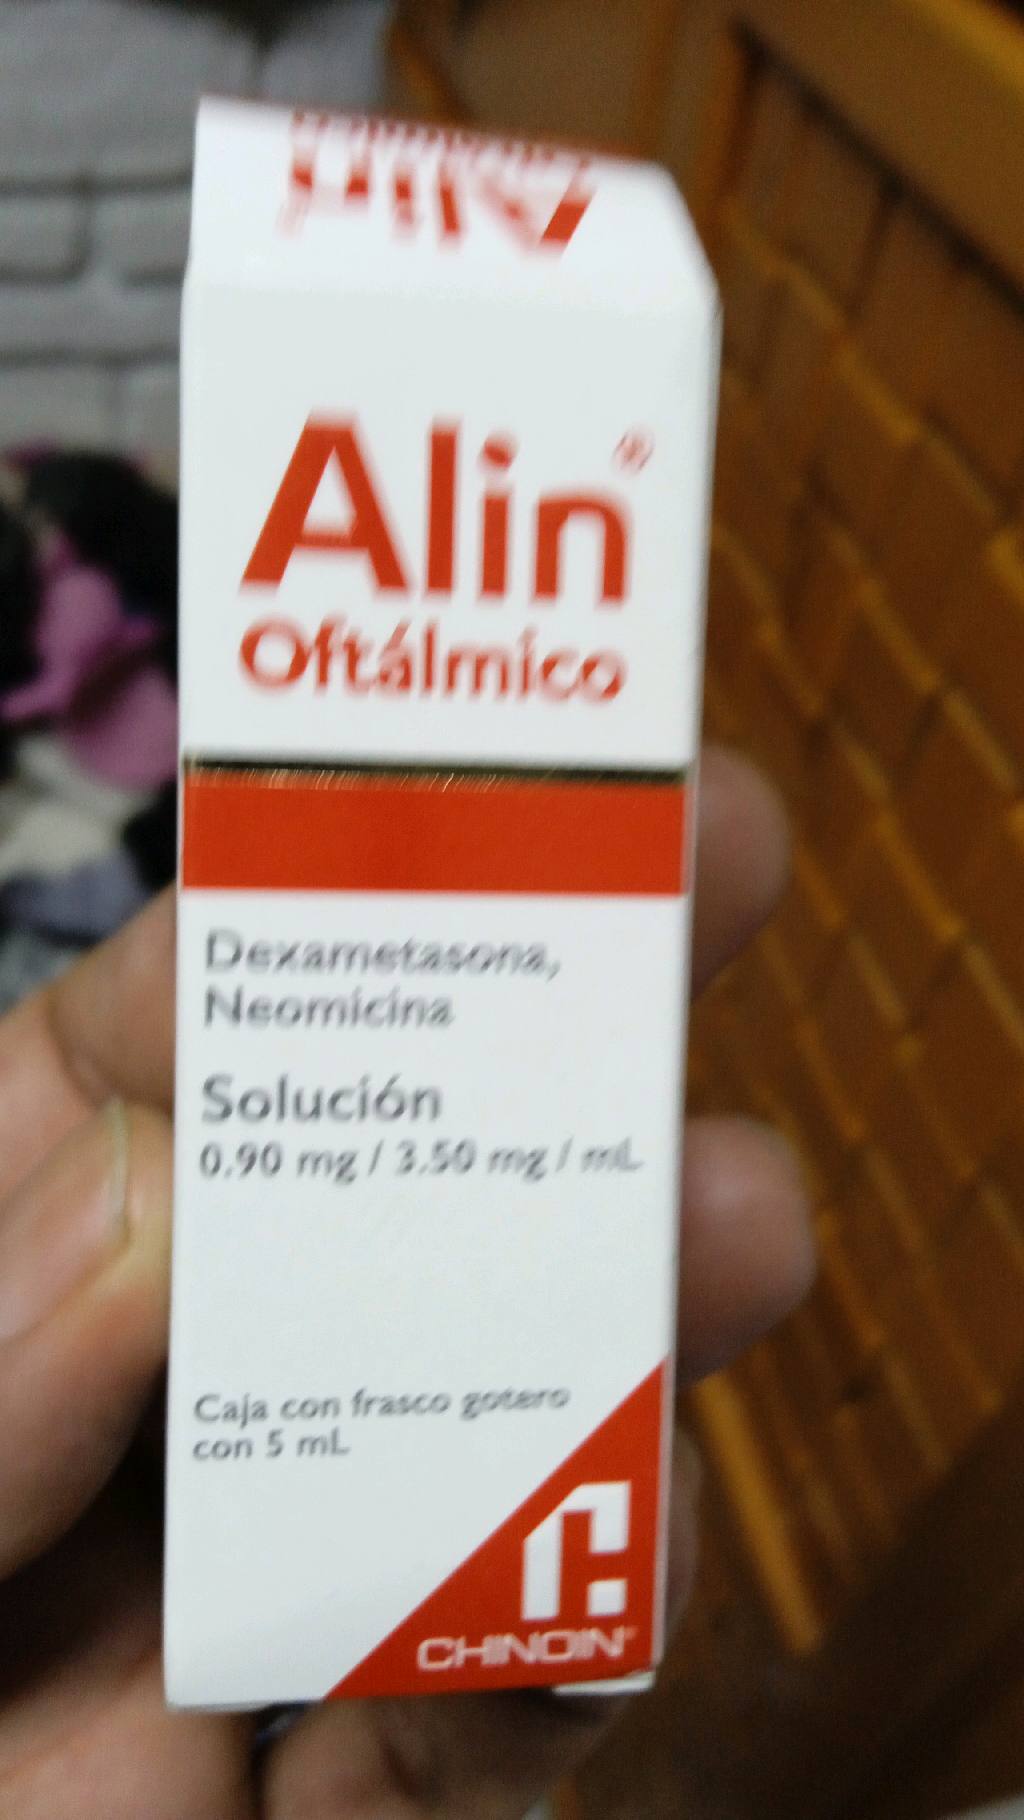 Alin
Alin®
Oftálmico
Dexametasona,
Neomicina
Solución
0.90 mg / 3.50 mg / mL
Caja con frasco gotero
con 5 mL
CHINOIN®